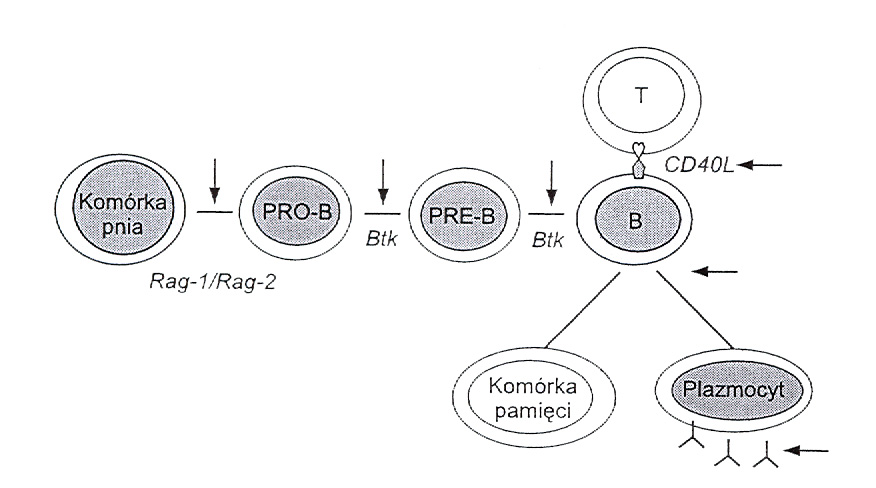 T
CD40L
Komórka
pnia
PRO-B
PRE-B
B
Btk
Btk
Rag-1/Rag-2
Komórka
pamięci
Plazmocyt